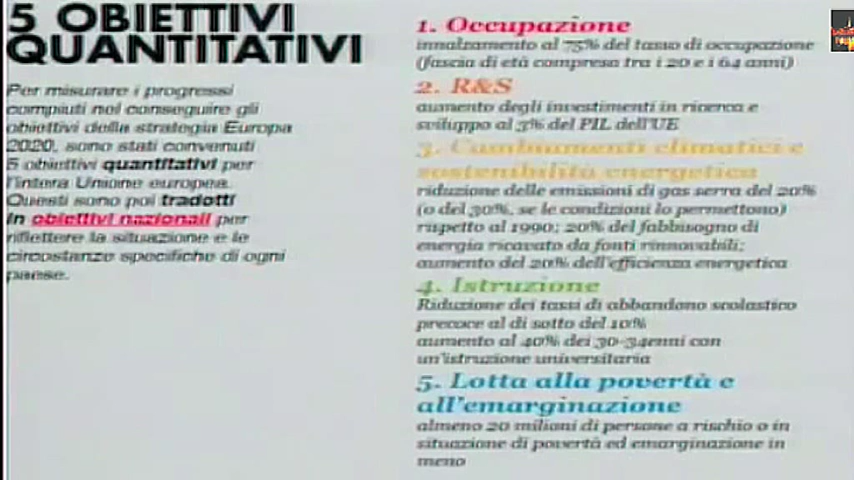 5 OBIETTIVI
QUANTITATIVI
Per misurare i progressi
compiuti nel conseguire gli
obiettivi della strategia Europa
2020, sono stati convenuti
5 obiettivi quantitativi per
l'intera Unione europea.
Questi sono poi tradotti
in obiettivi nazionali per
riflettere la situazione e le
circostanze specifiche di ogni
paese.
1. Occupazione
innalzamento al 75% del tasso di occupazione
(fascia di età compresa tra i 20 e i 64 anni)
2. R&S
aumento degli investimenti in ricerca e
sviluppo al 3% del PIL dell'UE
3. Cambiamenti climatici e
sostenibilità energetica
riduzione delle emissioni di gas serra del 20%
(o del 30%, se le condizioni lo permettono)
rispetto al 1990; 20% del fabbisogno di
energia ricavato da fonti rinnovabili;
aumento del 20% dell'efficienza energetica
4. Istruzione
Riduzione dei tassi di abbandono scolastico
precoce al di sotto del 10%
aumento al 40% dei 30-34enni con
un'istruzione universitaria
5. Lotta alla povertà e
all'emarginazione
almeno 20 milioni di persone a rischio o in
situazione di povertà ed emarginazione in
meno